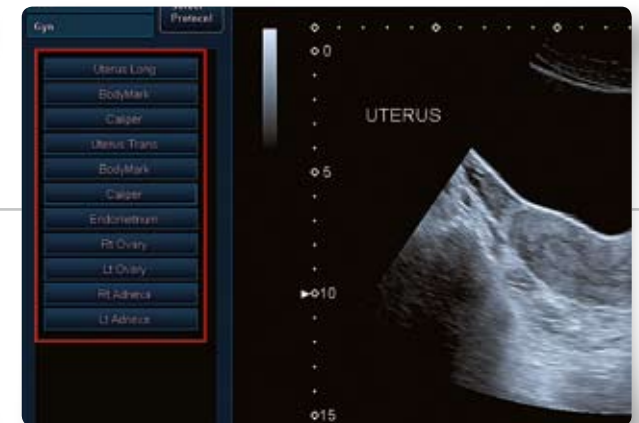 Gyn
Select
Protocol
Uterus Long
BodyMark
Caliper
Uterus Trans
BodyMark
Caliper
Endometrium
Rt Ovary
Lt Ovary
Rt Adnexa
Lt Adnexa
0
UTERUS
5
10
15